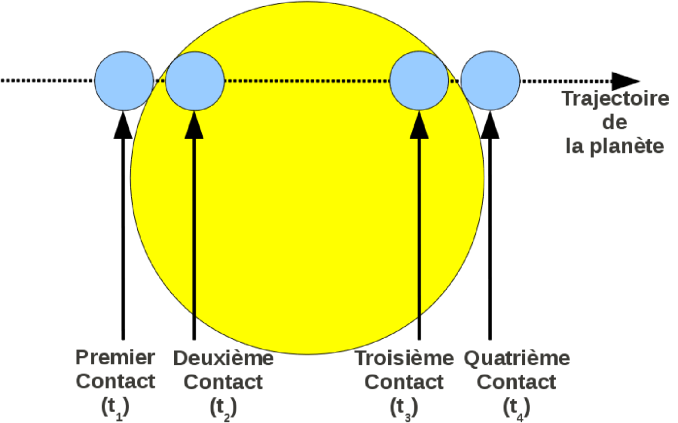 Trajectoire
de
la planète
Premier
Contact
(t₁)
Deuxième
Contact
(t₂)
Troisième
Contact
(t₃)
Quatrième
Contact
(t₄)